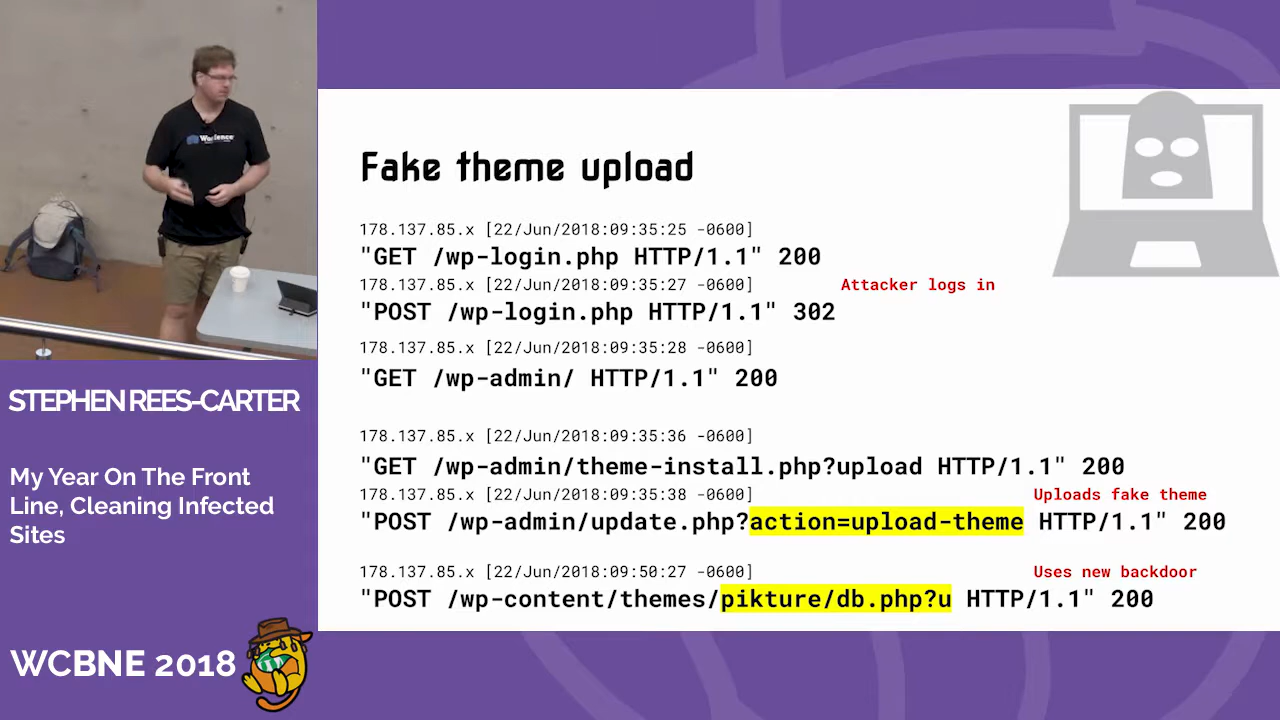 Wordfence
Fake theme upload
178.137.85.x [22/Jun/2018:09:35:25 -0600]
"GET /wp-login.php HTTP/1.1" 200
178.137.85.x [22/Jun/2018:09:35:27 -0600] Attacker logs in
"POST /wp-login.php HTTP/1.1" 302
178.137.85.x [22/Jun/2018:09:35:28 -0600]
"GET /wp-admin/ HTTP/1.1" 200
178.137.85.x [22/Jun/2018:09:35:36 -0600]
"GET /wp-admin/theme-install.php?upload HTTP/1.1" 200
178.137.85.x [22/Jun/2018:09:35:38 -0600] Uploads fake theme
"POST /wp-admin/update.php?action=upload-theme HTTP/1.1" 200
178.137.85.x [22/Jun/2018:09:50:27 -0600] Uses new backdoor
"POST /wp-content/themes/pikture/db.php?u HTTP/1.1" 200
STEPHEN REES-CARTER
My Year On The Front
Line, Cleaning Infected
Sites
WCBNE 2018